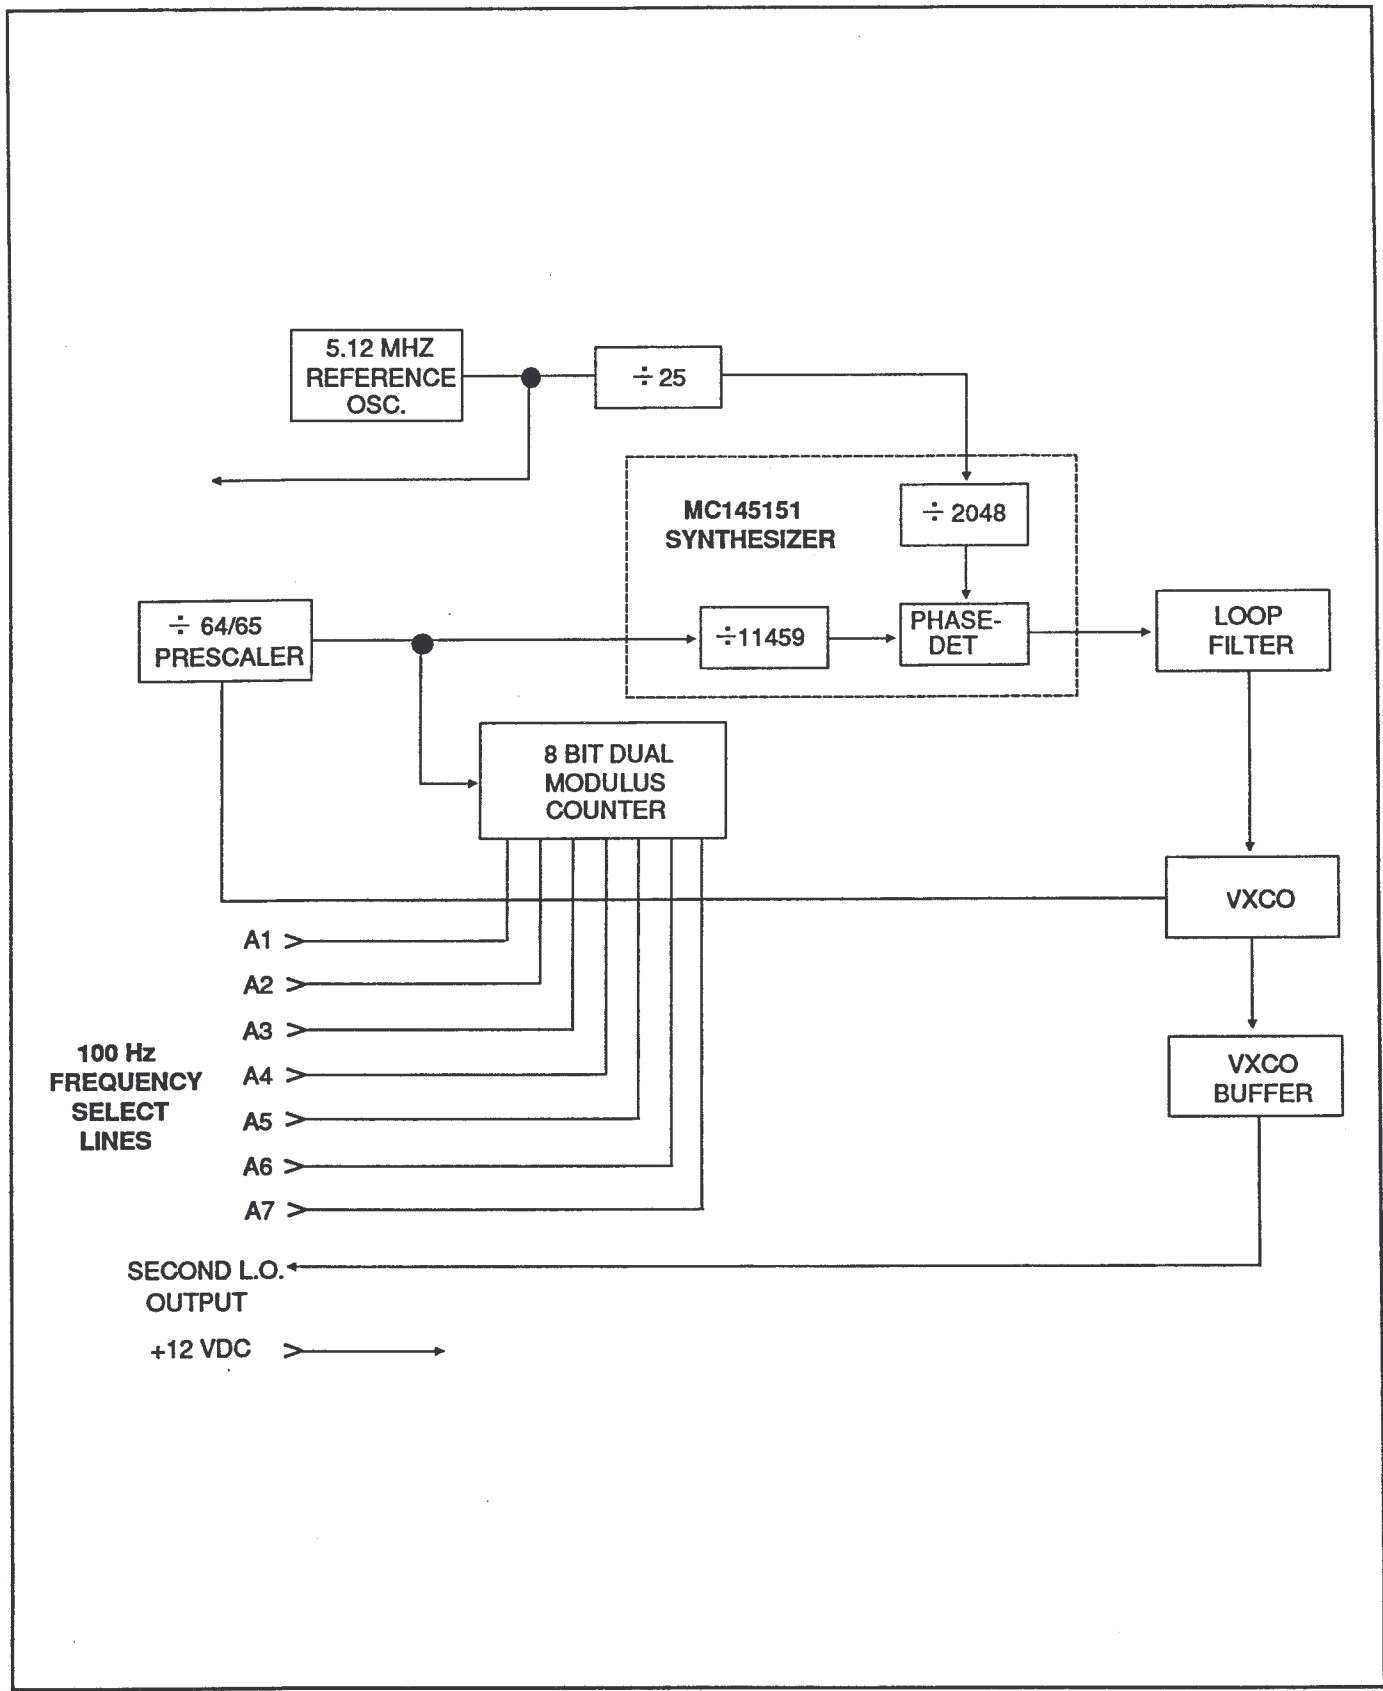 5.12 MHZ
REFERENCE
OSC.
÷ 25
MC145151
SYNTHESIZER
÷ 2048
÷ 64/65
PRESCALER
÷11459
PHASE-
DET
LOOP
FILTER
8 BIT DUAL
MODULUS
COUNTER
VXCO
A1
A2
A3
100 Hz
FREQUENCY
SELECT
LINES
A4
A5
A6
A7
VXCO
BUFFER
SECOND L.O.
OUTPUT
+12 VDC